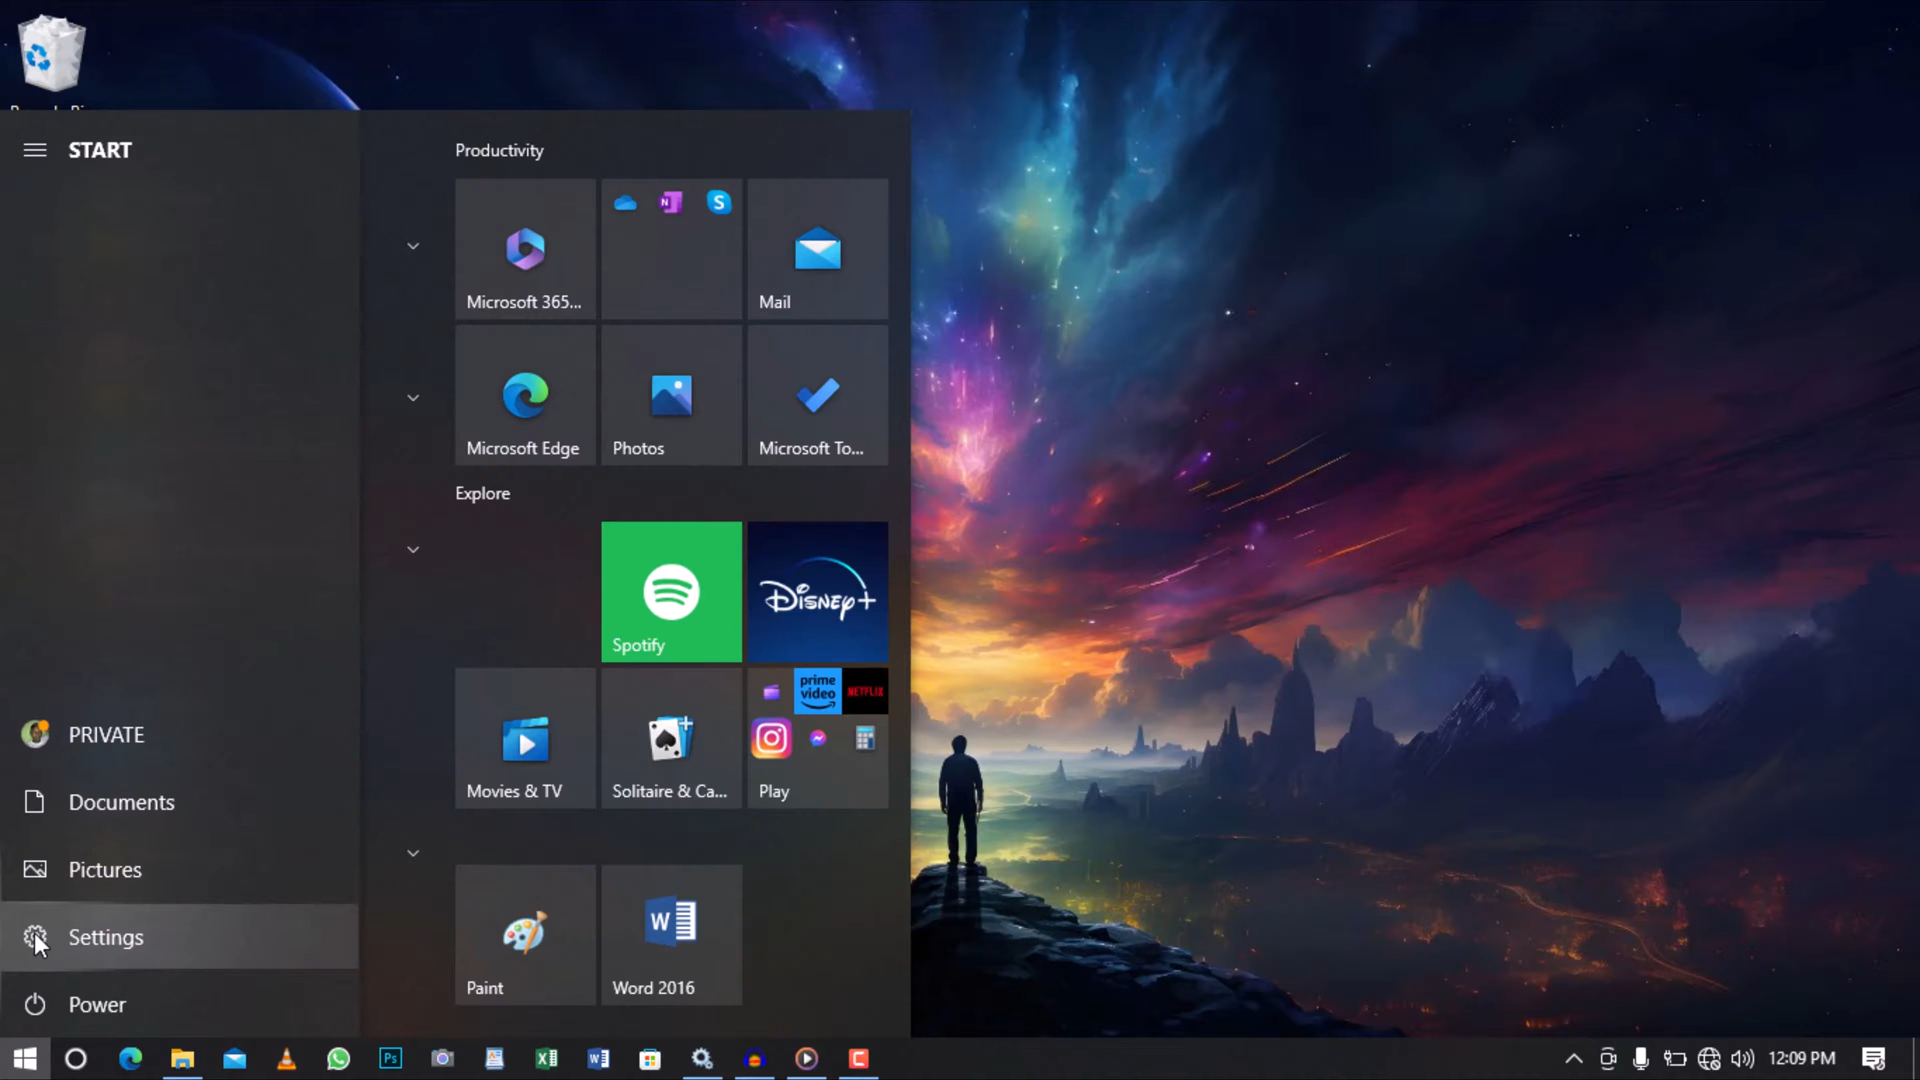 START
Productivity
N
S
Microsoft 365...
Mail
Microsoft Edge
Photos
Microsoft To...
Explore
Spotify
Disney+
prime
video
NETFLIX
Movies & TV
Solitaire & Ca...
Play
PRIVATE
Documents
Pictures
Settings
Power
W
Paint
Word 2016
Ps
X
W
C
12:09 PM